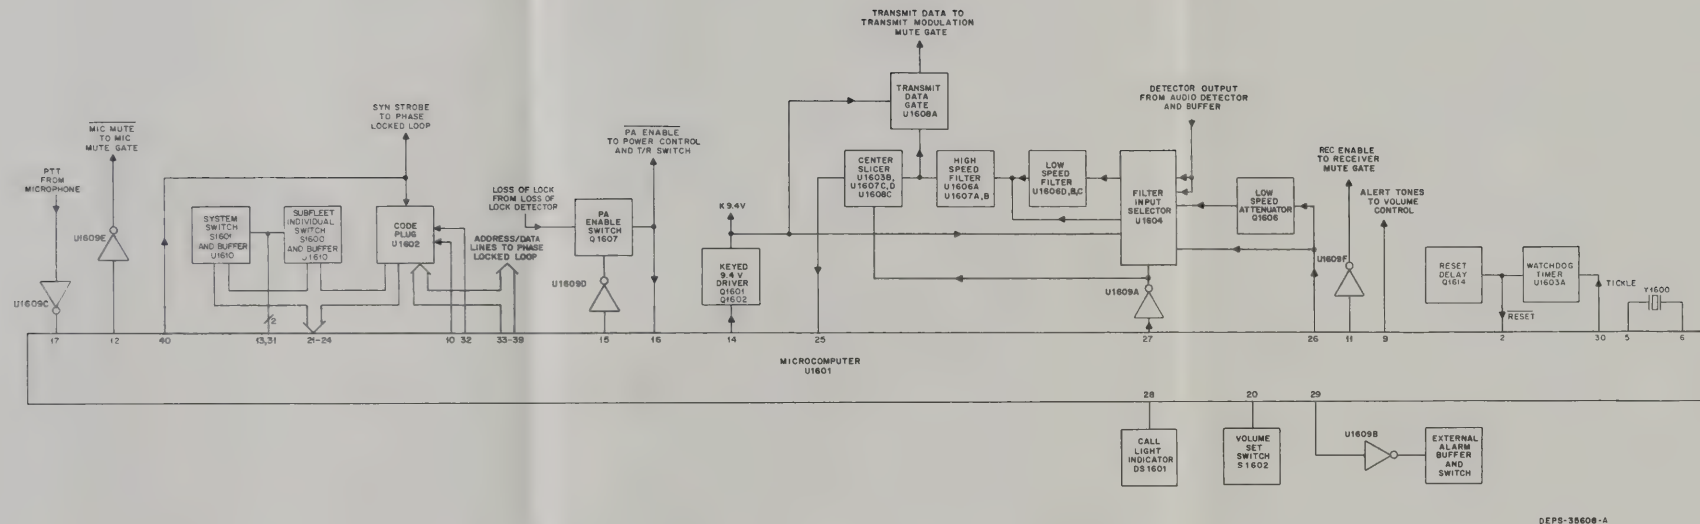 TRANSMIT DATA TO
TRANSMIT MODULATION
MUTE GATE
DETECTOR OUTPUT
FROM AUDIO DETECTOR
AND BUFFER
TRANSMIT
DATA
GATE
U1608A
SYN STROBE
TO PHASE
LOCKED LOOP
MIC MUTE
TO MIC
MUTE GATE
PA ENABLE
TO POWER CONTROL
AND T/R SWITCH
PTT
FROM
MICROPHONE
LOSS OF LOCK
FROM LOSS OF
LOCK DETECTOR
K 9.4V
CENTER
SLICER
U1603B,
U1607C,D
U1608C
HIGH
SPEED
FILTER
U1606A
U1607A,B
LOW
SPEED
FILTER
U1606D,B,C
FILTER
INPUT
SELECTOR
U1604
LOW
SPEED
ATTENUATOR
Q1606
REC ENABLE
TO RECEIVER
MUTE GATE
ALERT TONES
TO VOLUME
CONTROL
U1609E
SYSTEM
SWITCH
S1601
AND BUFFER
U1610
SUBFLEET
INDIVIDUAL
SWITCH
S1600
AND BUFFER
U1610
CODE
PLUG
U1602
ADDRESS/DATA
LINES TO PHASE
LOCKED LOOP
PA
ENABLE
SWITCH
Q1607
U1609D
KEYED
9.4 V
DRIVER
Q1601
Q1602
U1609A
U1609F
RESET
DELAY
Q1614
WATCHDOG
TIMER
U1603A
TICKLE
Y1600
U1609C
2
RESET
17
12
40
13,31
21-24
10
32
33-39
15
16
14
25
27
26
11
9
2
30
5
6
MICROCOMPUTER
U1601
28
20
29
CALL
LIGHT
INDICATOR
DS1601
VOLUME
SET
SWITCH
S1602
U1609B
EXTERNAL
ALARM
BUFFER
AND
SWITCH
DEPS-35608-A